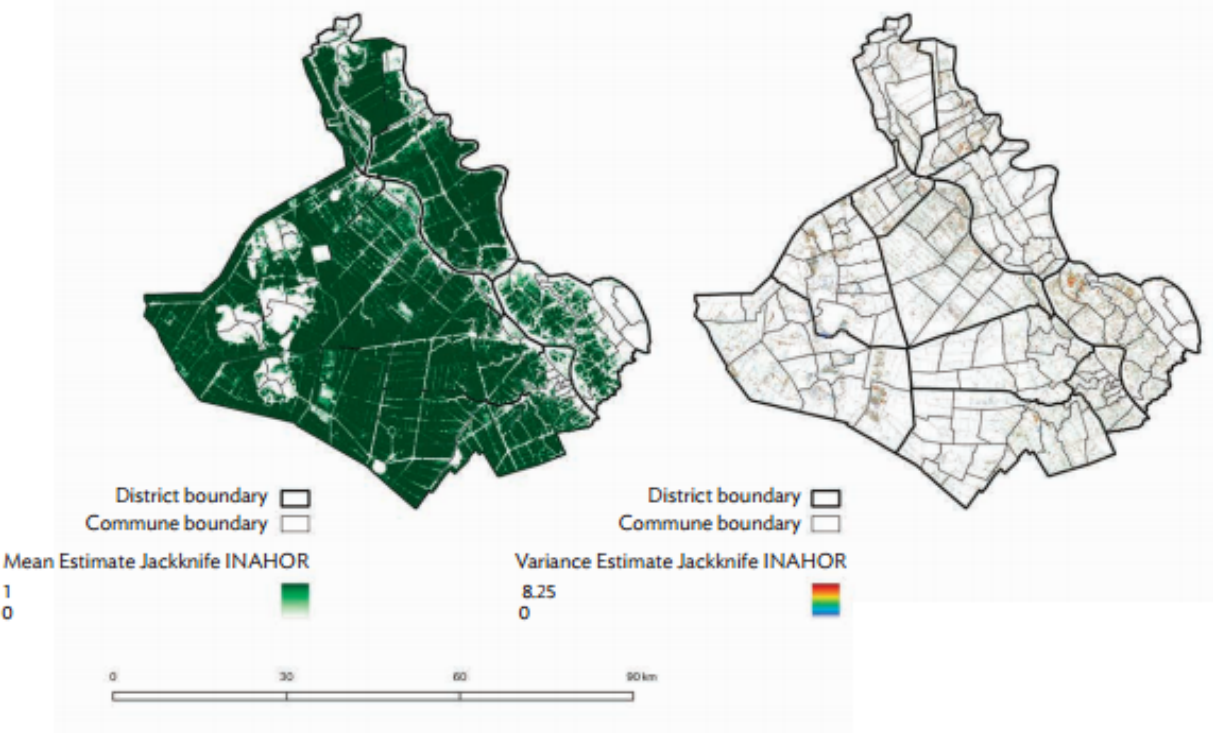 District boundary
Commune boundary
Mean Estimate Jackknife INAHOR
1
0
District boundary
Commune boundary
Variance Estimate Jackknife INAHOR
8.25
0
0 30 60 90 km